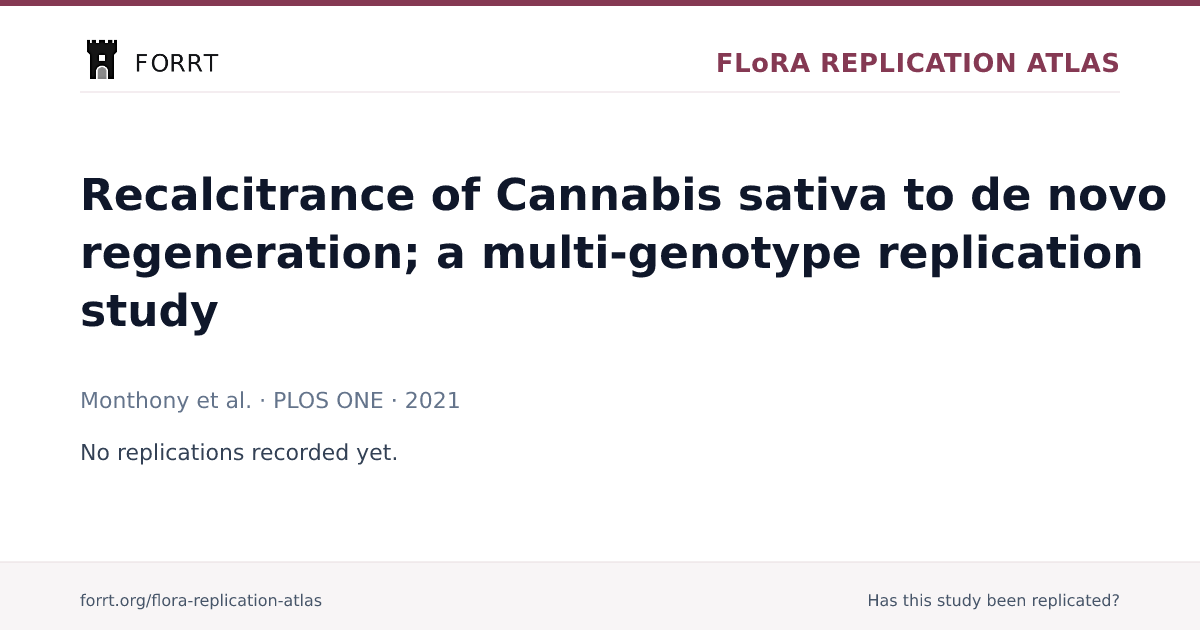 FORRT
FLoRA REPLICATION ATLAS
Recalcitrance of Cannabis sativa to de novo
regeneration; a multi-genotype replication
study
Monthony et al. · PLOS ONE · 2021
No replications recorded yet.
forrt.org/flora-replication-atlas
Has this study been replicated?